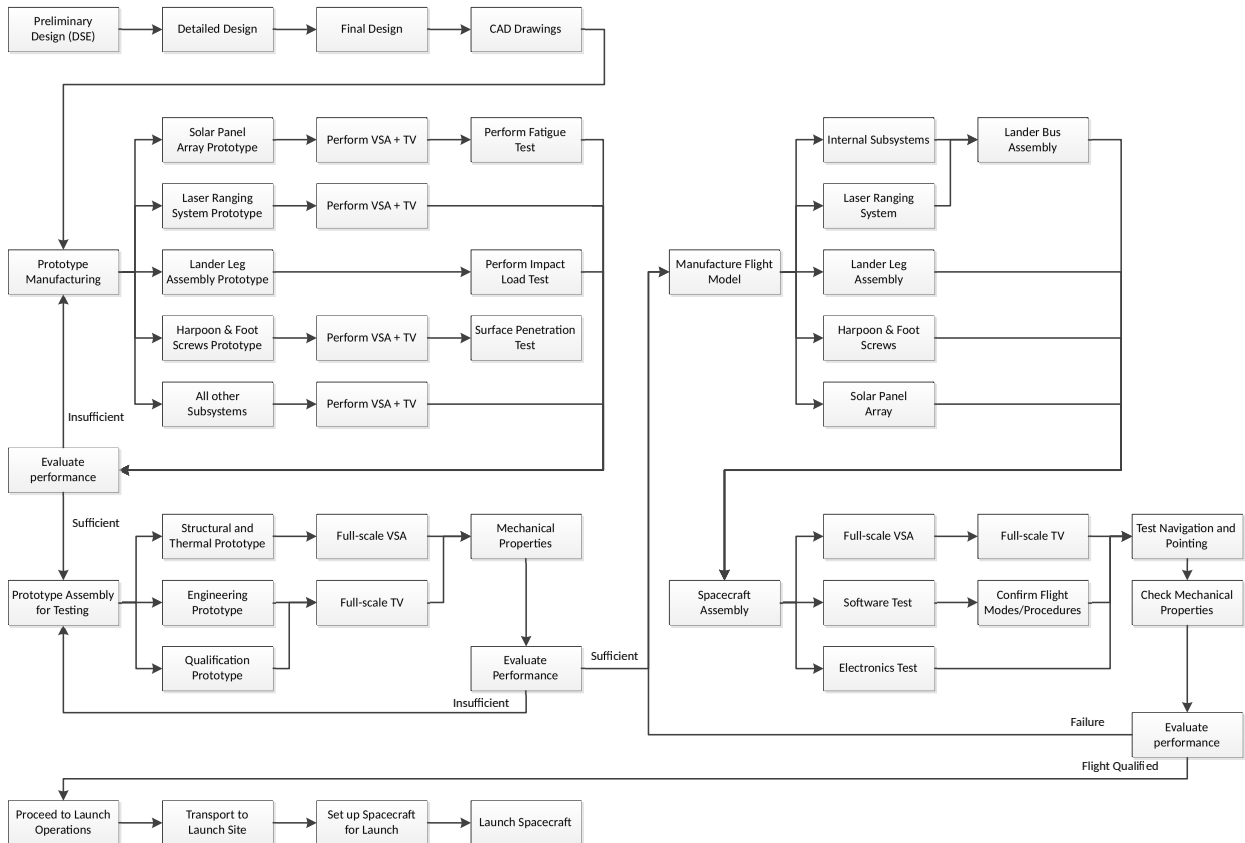 Preliminary
Design (DSE)
Detailed Design
Final Design
CAD Drawings
Solar Panel
Array Prototype
Perform VSA + TV
Perform Fatigue
Test
Laser Ranging
System Prototype
Perform VSA + TV
Prototype
Manufacturing
Lander Leg
Assembly Prototype
Perform Impact
Load Test
Harpoon & Foot
Screws Prototype
Perform VSA + TV
Surface Penetration
Test
All other
Subsystems
Perform VSA + TV
Insufficient
Evaluate
performance
Sufficient
Structural and
Thermal Prototype
Full-scale VSA
Mechanical
Properties
Prototype Assembly
for Testing
Engineering
Prototype
Full-scale TV
Qualification
Prototype
Evaluate
Performance
Sufficient
Insufficient
Internal Subsystems
Lander Bus
Assembly
Laser Ranging
System
Manufacture Flight
Model
Lander Leg
Assembly
Harpoon & Foot
Screws
Solar Panel
Array
Full-scale VSA
Full-scale TV
Test Navigation and
Pointing
Spacecraft
Assembly
Software Test
Confirm Flight
Modes/Procedures
Check Mechanical
Properties
Electronics Test
Failure
Evaluate
performance
Flight Qualified
Proceed to Launch
Operations
Transport to
Launch Site
Set up Spacecraft
for Launch
Launch Spacecraft